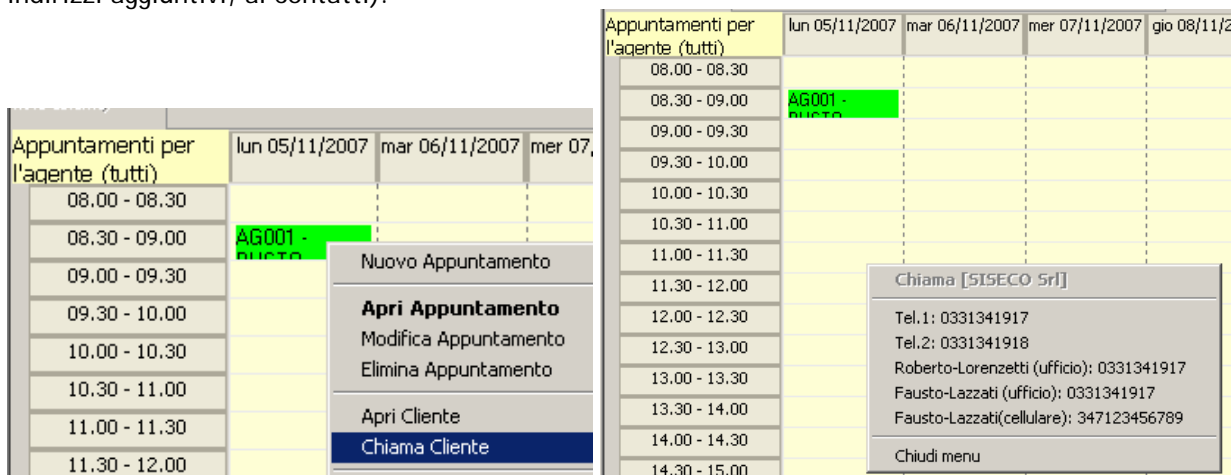 indirizzi aggiuntivi, ai contatti).
Appuntamenti per
l'agente (tutti)
lun 05/11/2007
mar 06/11/2007
mer 07,
08.00 - 08.30
08.30 - 09.00
09.00 - 09.30
09.30 - 10.00
10.00 - 10.30
10.30 - 11.00
11.00 - 11.30
11.30 - 12.00
AG001 -
BUSTO
Nuovo Appuntamento
Apri Appuntamento
Modifica Appuntamento
Elimina Appuntamento
Apri Cliente
Chiama Cliente
Appuntamenti per
l'agente (tutti)
lun 05/11/2007
mar 06/11/2007
mer 07/11/2007
gio 08/11/2
08.00 - 08.30
08.30 - 09.00
09.00 - 09.30
09.30 - 10.00
10.00 - 10.30
10.30 - 11.00
11.00 - 11.30
11.30 - 12.00
12.00 - 12.30
12.30 - 13.00
13.00 - 13.30
13.30 - 14.00
14.00 - 14.30
14.30 - 15.00
AG001 -
BUSTO
Chiama [SISECO Srl]
Tel.1: 0331341917
Tel.2: 0331341918
Roberto-Lorenzetti (ufficio): 0331341917
Fausto-Lazzati (ufficio): 0331341917
Fausto-Lazzati(cellulare): 347123456789
Chiudi menu